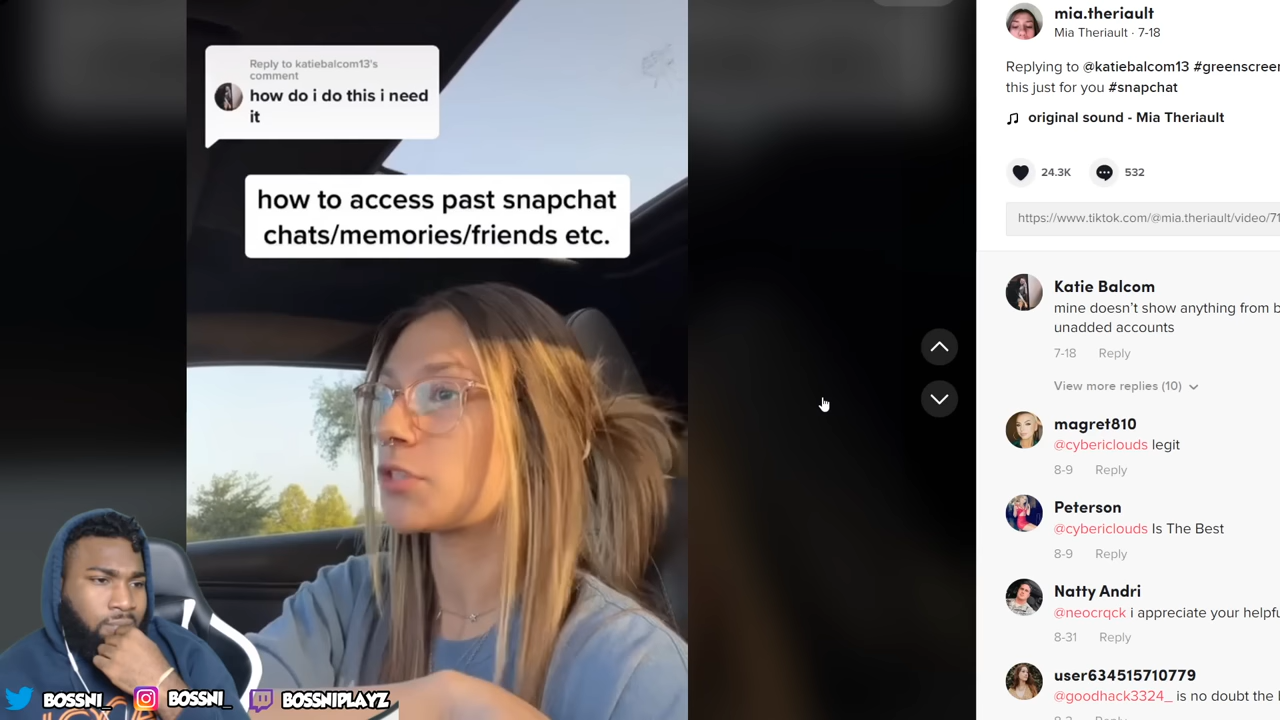 Reply to katiebalcom13's
comment
how do i do this i need
it
how to access past snapchat
chats/memories/friends etc.
BOSSNI_
BOSSNI_
BOSSNIPLAYZ
mia.theriault
Mia Theriault · 7-18
Replying to @katiebalcom13 #greenscreen
this just for you #snapchat
original sound - Mia Theriault
24.3K
532
https://www.tiktok.com/@mia.theriault/video/71
Katie Balcom
mine doesn't show anything from b
unadded accounts
7-18 Reply
View more replies (10)
magret810
@cybericlouds legit
8-9 Reply
Peterson
@cybericlouds Is The Best
8-9 Reply
Natty Andri
@neocrqck i appreciate your helpfu
8-31 Reply
user634515710779
@goodhack3324_ is no doubt the b
Reply